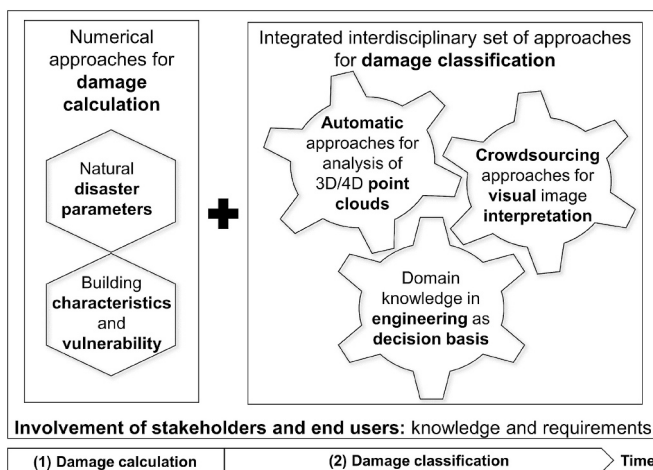 Numerical
approaches for
damage
calculation
Natural
disaster
parameters
Building
characteristics
and
vulnerability
Integrated interdisciplinary set of approaches
for damage classification
Automatic
approaches for
analysis of
3D/4D point
clouds
Crowdsourcing
approaches for
visual image
interpretation
Domain
knowledge in
engineering as
decision basis
Involvement of stakeholders and end users: knowledge and requirements
(1) Damage calculation
(2) Damage classification
Time